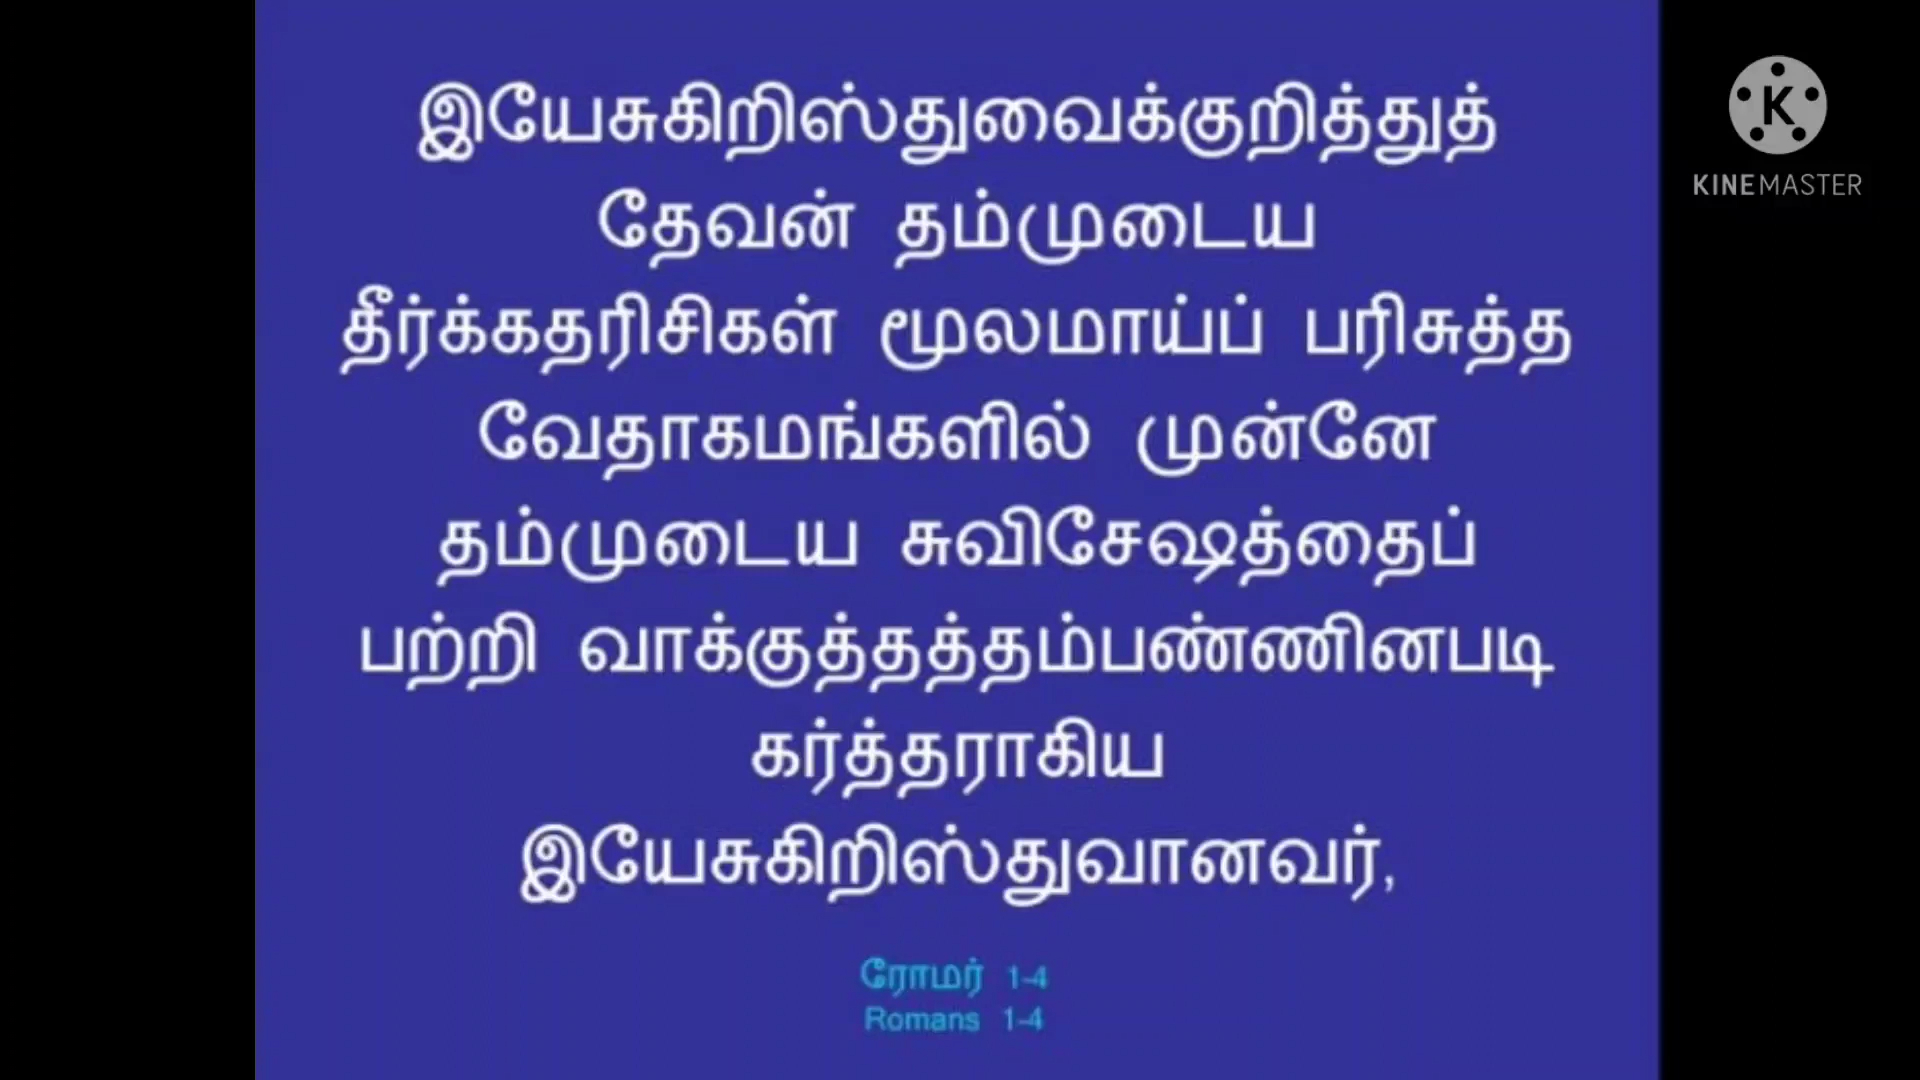 இயேசுகிறிஸ்துவைக்குறித்துத்
தேவன் தம்முடைய
தீர்க்கதரிசிகள் மூலமாய்ப் பரிசுத்த
வேதாகமங்களில் முன்னே
தம்முடைய சுவிசேஷத்தைப்
பற்றி வாக்குத்தத்தம்பண்ணினபடி
கர்த்தராகிய
இயேசுகிறிஸ்துவானவர்,
ரோமர் 1-4
Romans 1-4
K
KINEMASTER